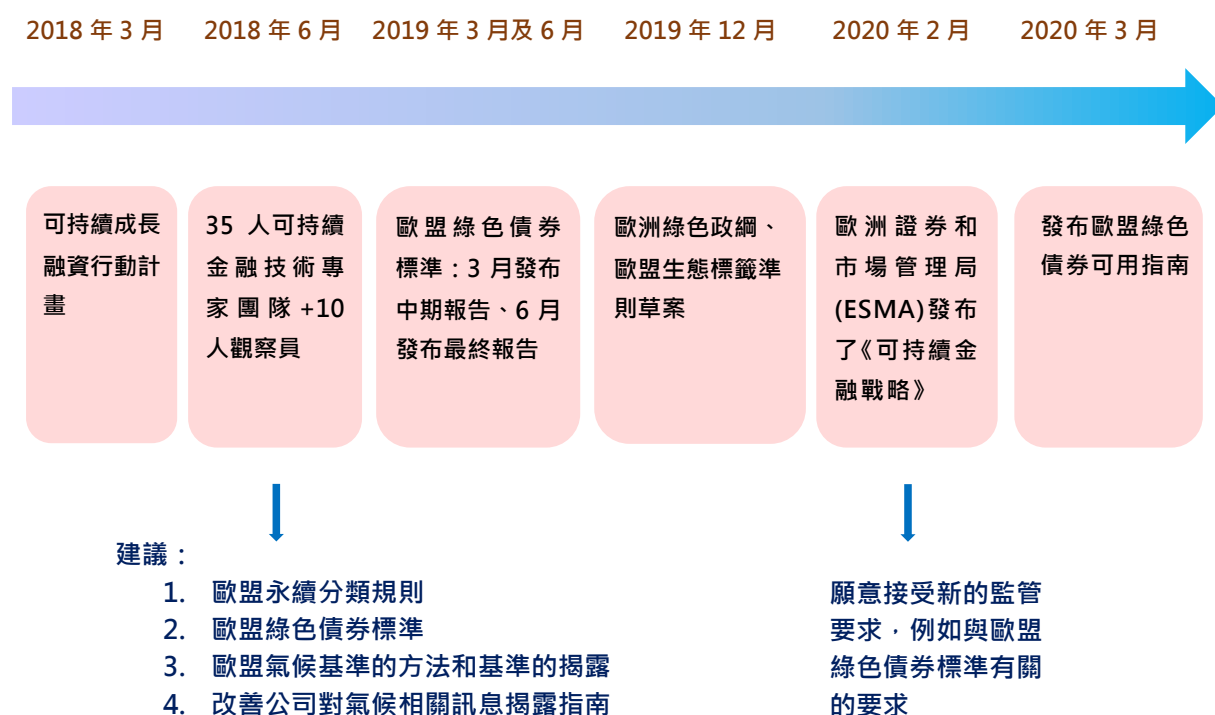 2018 年 3 月
2018 年 6 月
2019 年 3 月及 6 月
2019 年 12 月
2020 年 2 月
2020 年 3 月
可持續成長
融資行動計
畫
35 人可持續
金融技術專
家團隊+10
人觀察員
歐盟綠色債券
標準：3 月發布
中期報告、6 月
發布最終報告
歐洲綠色政綱、
歐盟生態標籤準
則草案
歐洲證券和
市場管理局
(ESMA)發布
了《可持續金
融戰略》
發布歐盟綠色
債券可用指南
建議：
1. 歐盟永續分類規則
2. 歐盟綠色債券標準
3. 歐盟氣候基準的方法和基準的揭露
4. 改善公司對氣候相關訊息揭露指南
願意接受新的監管
要求，例如與歐盟
綠色債券標準有關
的要求